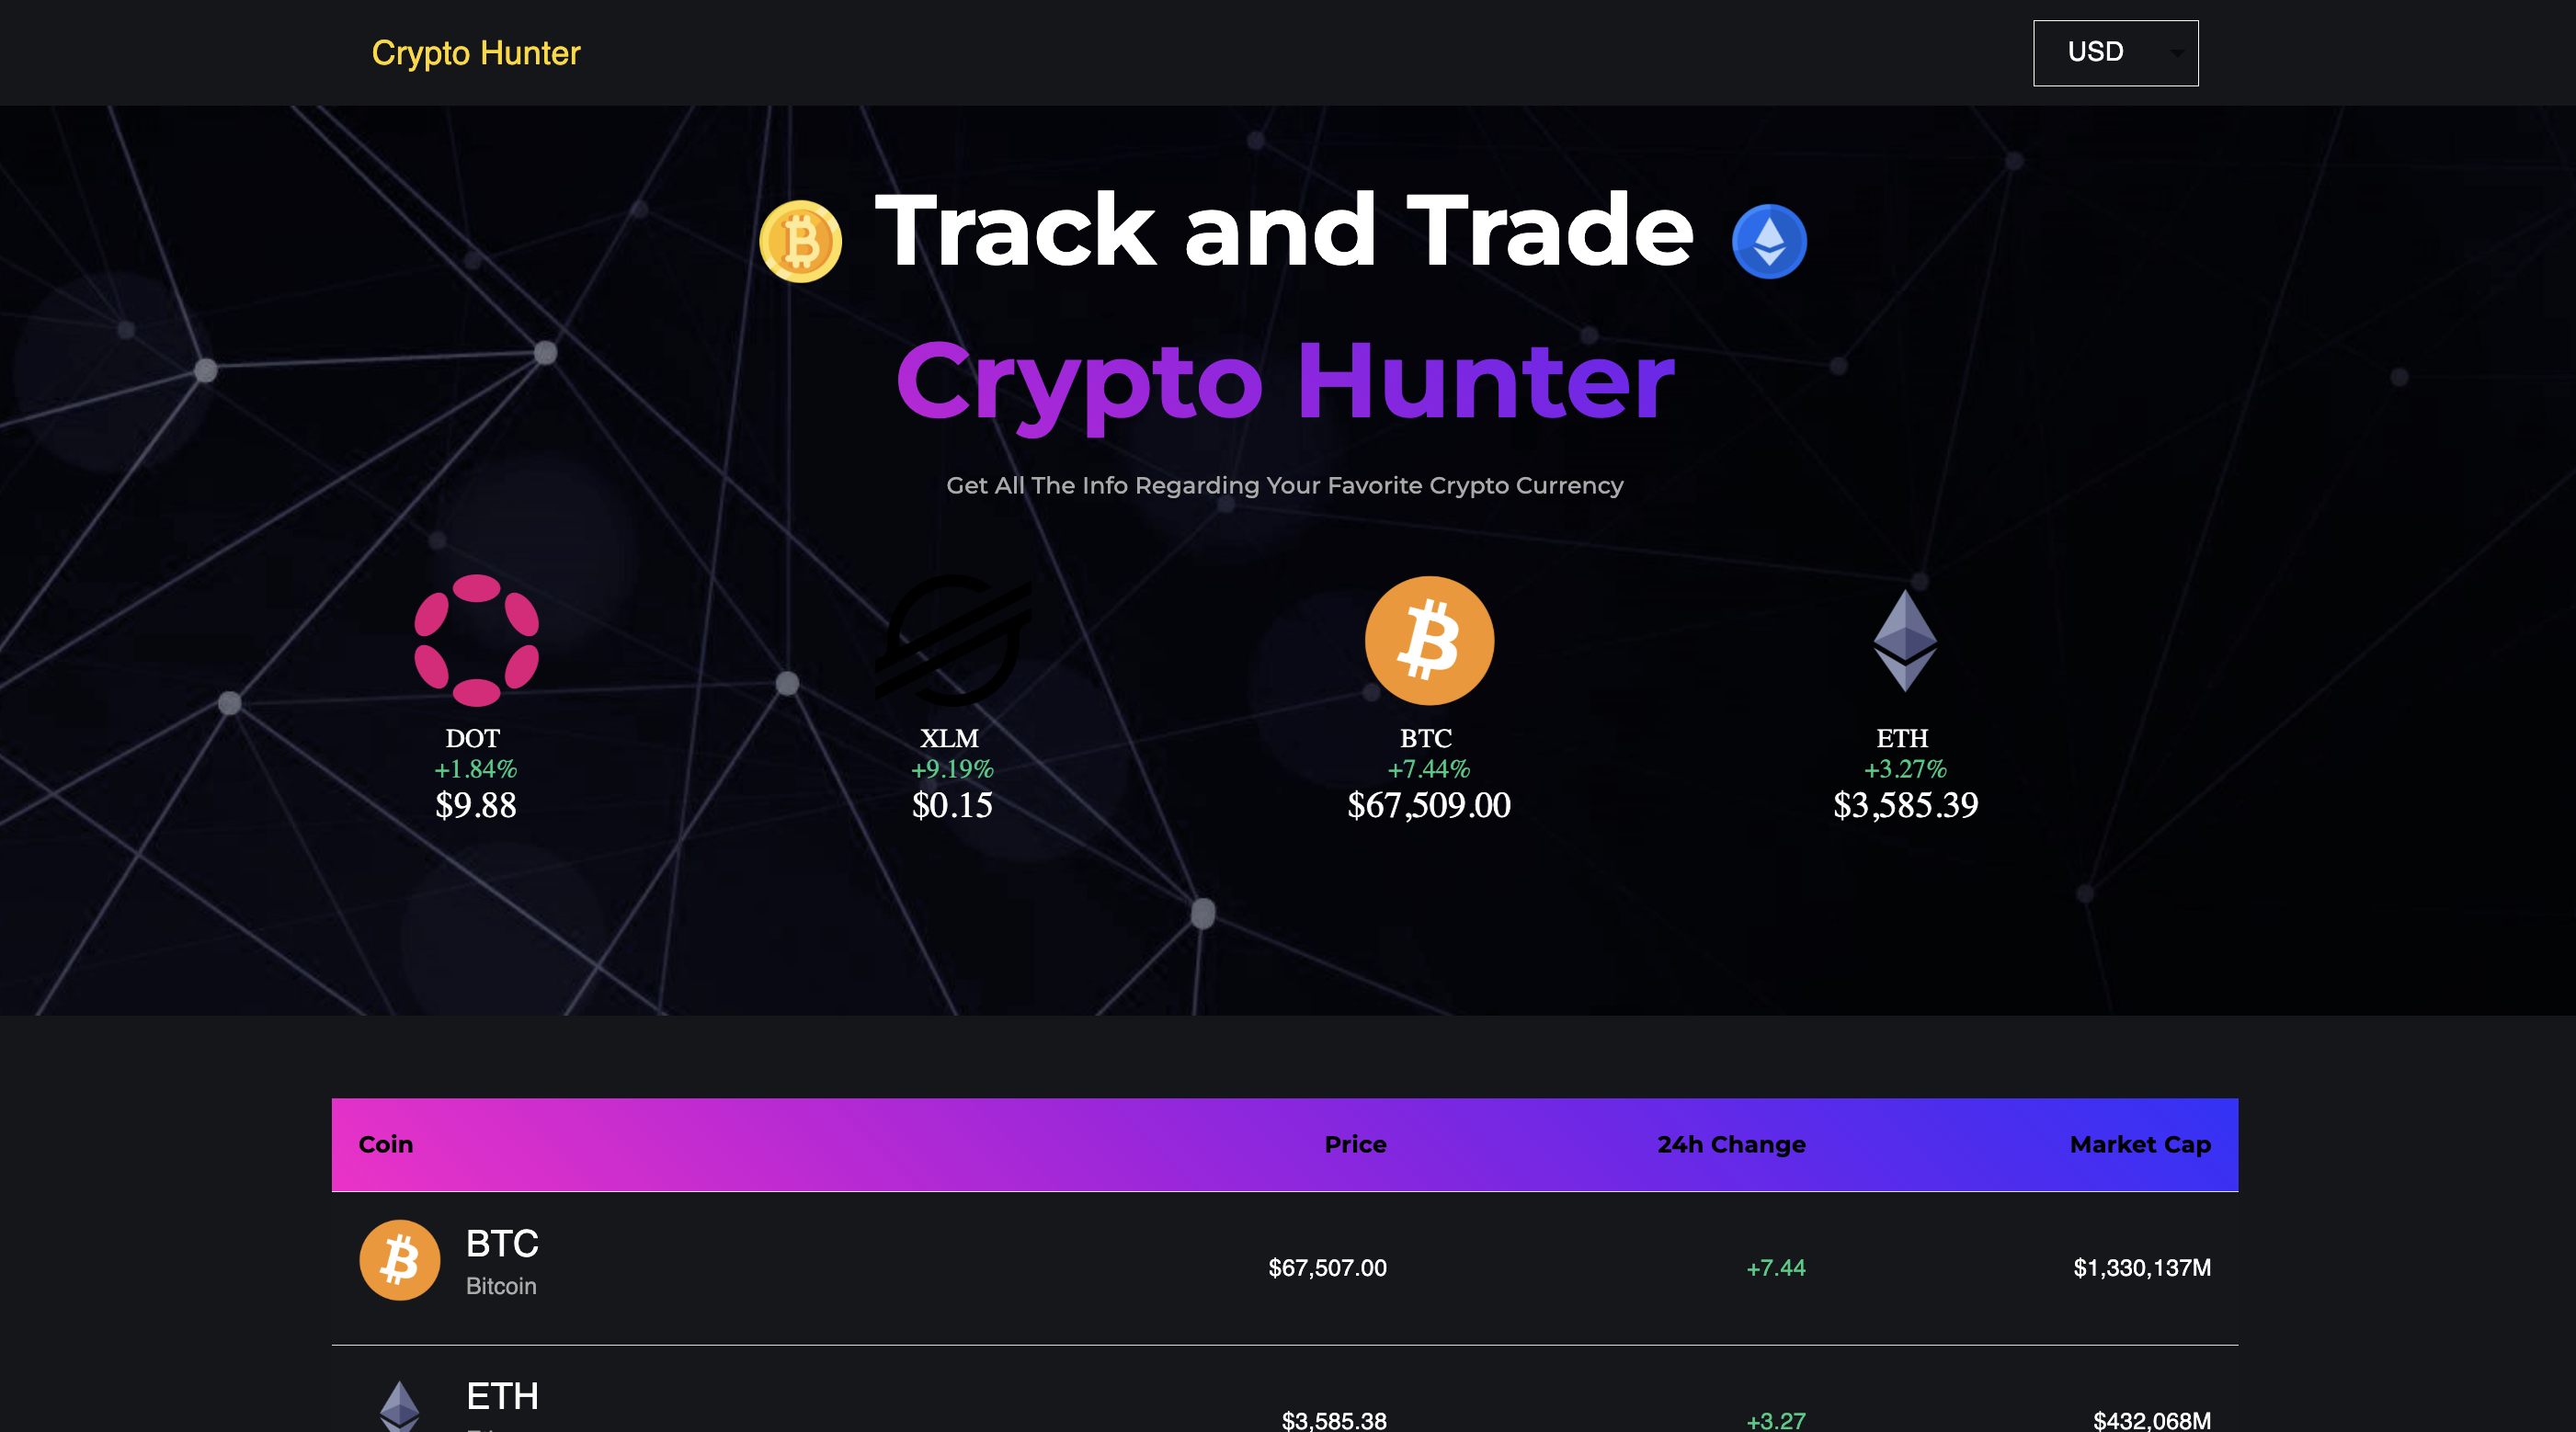 Crypto Hunter
USD
Track and Trade
Crypto Hunter
Get All The Info Regarding Your Favorite Crypto Currency
DOT
+1.84%
$9.88
XLM
+9.19%
$0.15
BTC
+7.44%
$67,509.00
ETH
+3.27%
$3,585.39
Coin Price 24h Change Market Cap
BTC
Bitcoin
$67,507.00 +7.44 $1,330,137M
ETH
$3,585.38 +3.27 $432,068M